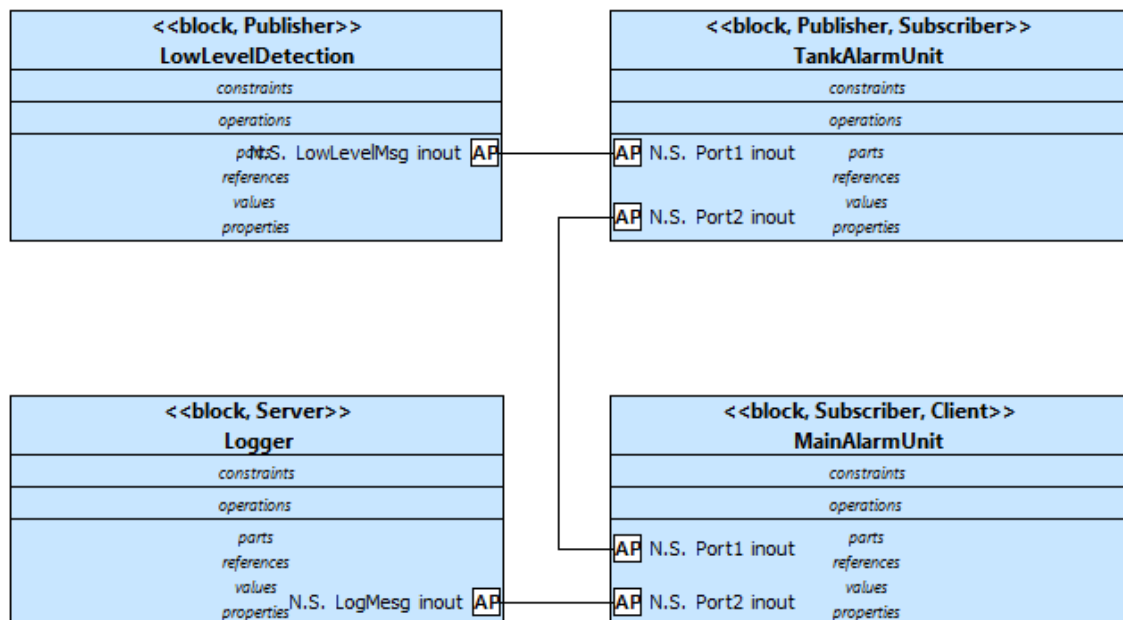 <<block, Publisher>>
LowLevelDetection
constraints
operations
parts
N.S. LowLevelMsg inout AP
references
values
properties
<<block, Publisher, Subscriber>>
TankAlarmUnit
constraints
operations
AP N.S. Port1 inout parts
references
values
AP N.S. Port2 inout
properties
<<block, Server>>
Logger
constraints
operations
parts
references
values
N.S. LogMesg inout AP
properties
<<block, Subscriber, Client>>
MainAlarmUnit
constraints
operations
parts
AP N.S. Port1 inout
references
values
AP N.S. Port2 inout
properties